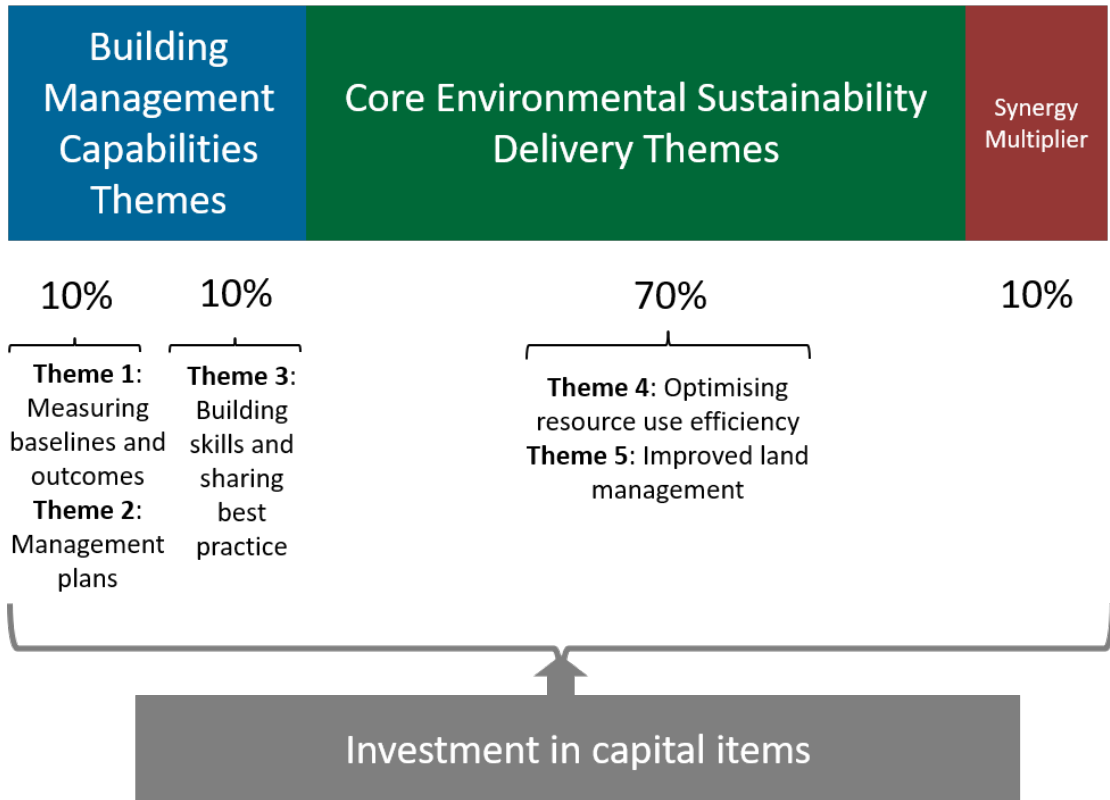 Building
Management
Capabilities
Themes
Core Environmental Sustainability
Delivery Themes
Synergy
Multiplier
10%
10%
70%
10%
Theme 1:
Measuring
baselines and
outcomes
Theme 2:
Management
plans
Theme 3:
Building
skills and
sharing
best
practice
Theme 4: Optimising
resource use efficiency
Theme 5: Improved land
management
Investment in capital items